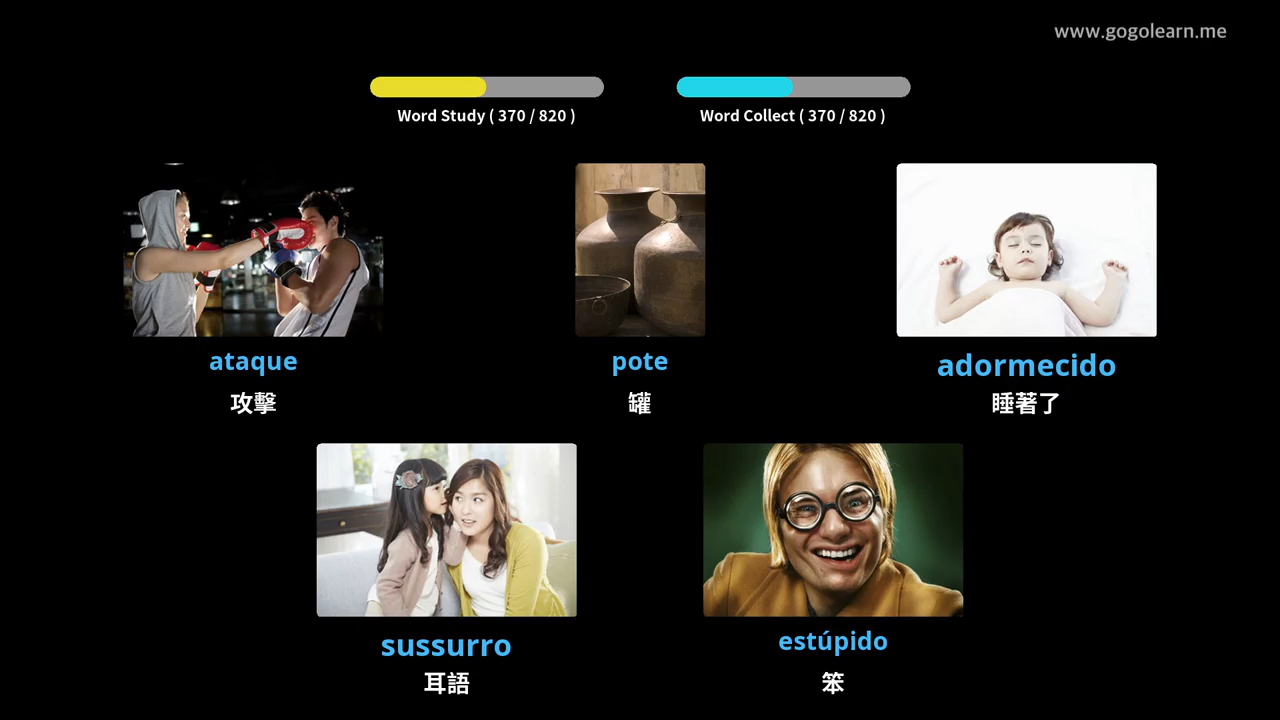 www.gogolearn.me
Word Study ( 370 / 820 )
Word Collect ( 370 / 820 )
ataque
攻擊
pote
罐
adormecido
睡著了
sussurro
耳語
estúpido
笨